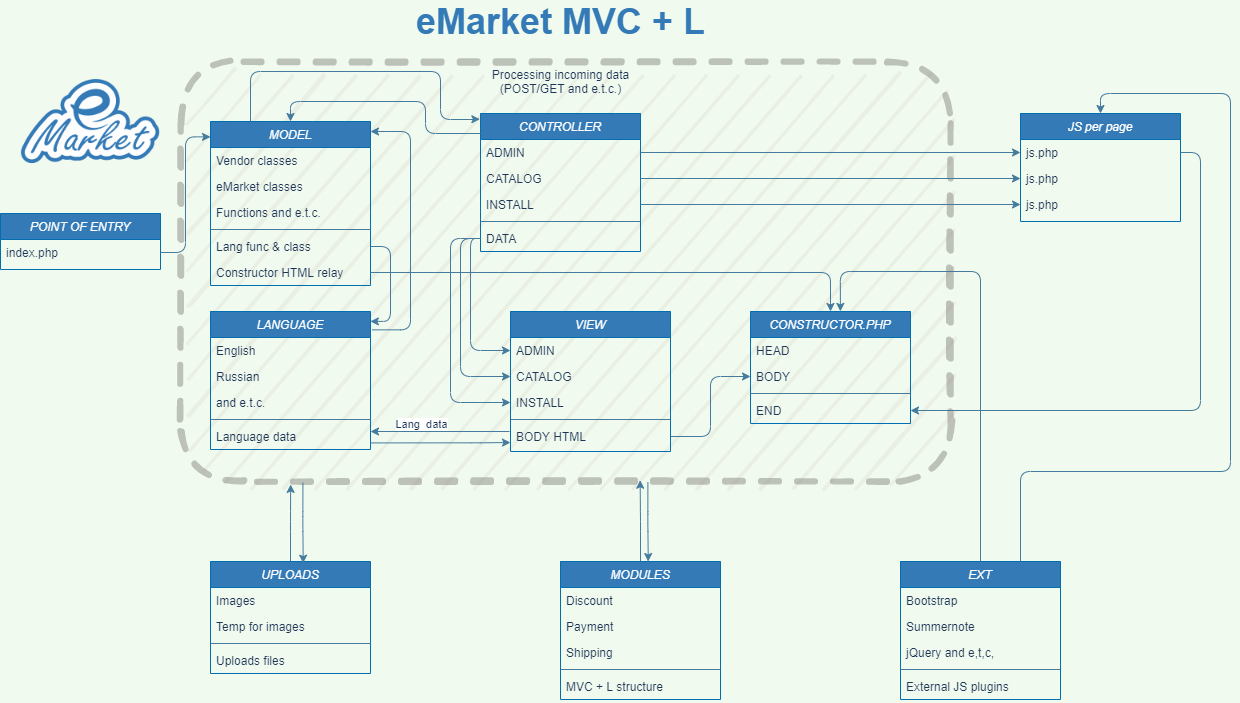 eMarket MVC + L
Processing incoming data
(POST/GET and e.t.c.)
e
Market
MODEL
Vendor classes
eMarket classes
Functions and e.t.c.
Lang func & class
Constructor HTML relay
CONTROLLER
ADMIN
CATALOG
INSTALL
DATA
JS per page
js.php
js.php
js.php
POINT OF ENTRY
index.php
LANGUAGE
English
Russian
and e.t.c.
Language data
Lang data
VIEW
ADMIN
CATALOG
INSTALL
BODY HTML
CONSTRUCTOR.PHP
HEAD
BODY
END
UPLOADS
Images
Temp for images
Uploads files
MODULES
Discount
Payment
Shipping
MVC + L structure
EXT
Bootstrap
Summernote
jQuery and e,t,c,
External JS plugins